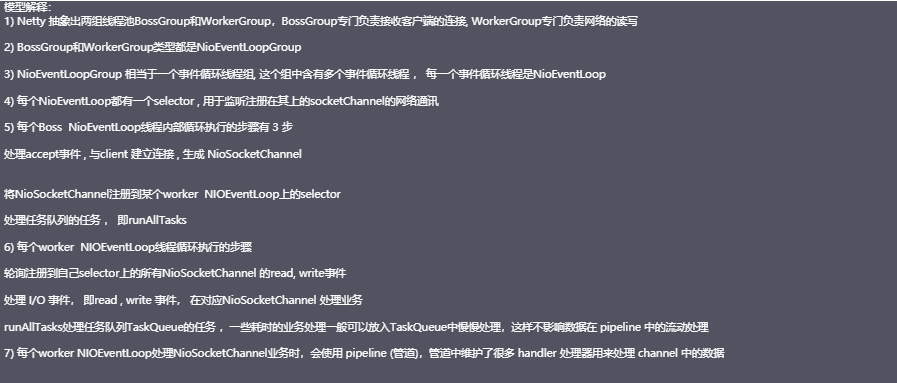 模型解释：
1) Netty 抽象出两组线程池BossGroup和WorkerGroup，BossGroup专门负责接收客户端的连接, WorkerGroup专门负责网络的读写
2) BossGroup和WorkerGroup类型都是NioEventLoopGroup
3) NioEventLoopGroup 相当于一个事件循环线程组, 这个组中含有多个事件循环线程 ， 每一个事件循环线程是NioEventLoop
4) 每个NioEventLoop都有一个selector , 用于监听注册在其上的socketChannel的网络通讯
5) 每个Boss  NioEventLoop线程内部循环执行的步骤有 3 步
处理accept事件 , 与client 建立连接 , 生成 NioSocketChannel
将NioSocketChannel注册到某个worker  NIOEventLoop上的selector
处理任务队列的任务 ， 即runAllTasks
6) 每个worker  NIOEventLoop线程循环执行的步骤
轮询注册到自己selector上的所有NioSocketChannel 的read, write事件
处理 I/O 事件， 即read , write 事件， 在对应NioSocketChannel 处理业务
runAllTasks处理任务队列TaskQueue的任务 ，一些耗时的业务处理一般可以放入TaskQueue中慢慢处理，这样不影响数据在 pipeline 中的流动处理
7) 每个worker NIOEventLoop处理NioSocketChannel业务时，会使用 pipeline (管道)，管道中维护了很多 handler 处理器用来处理 channel 中的数据